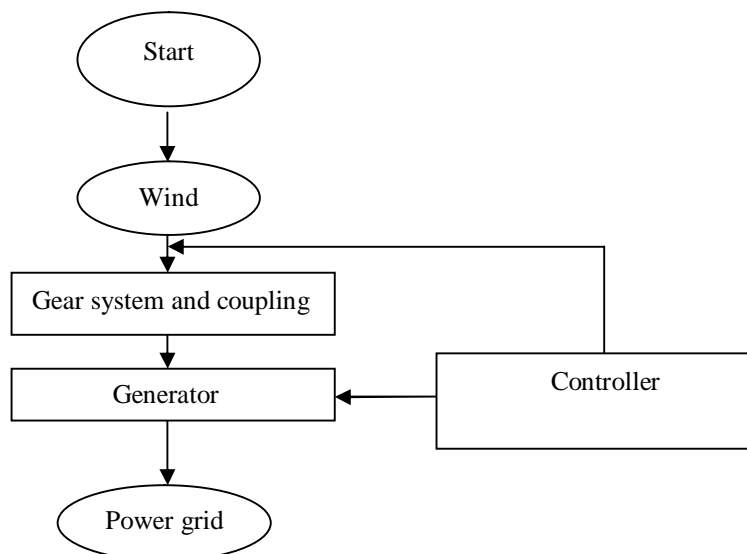 Start
Wind
Gear system and coupling
Controller
Generator
Power grid